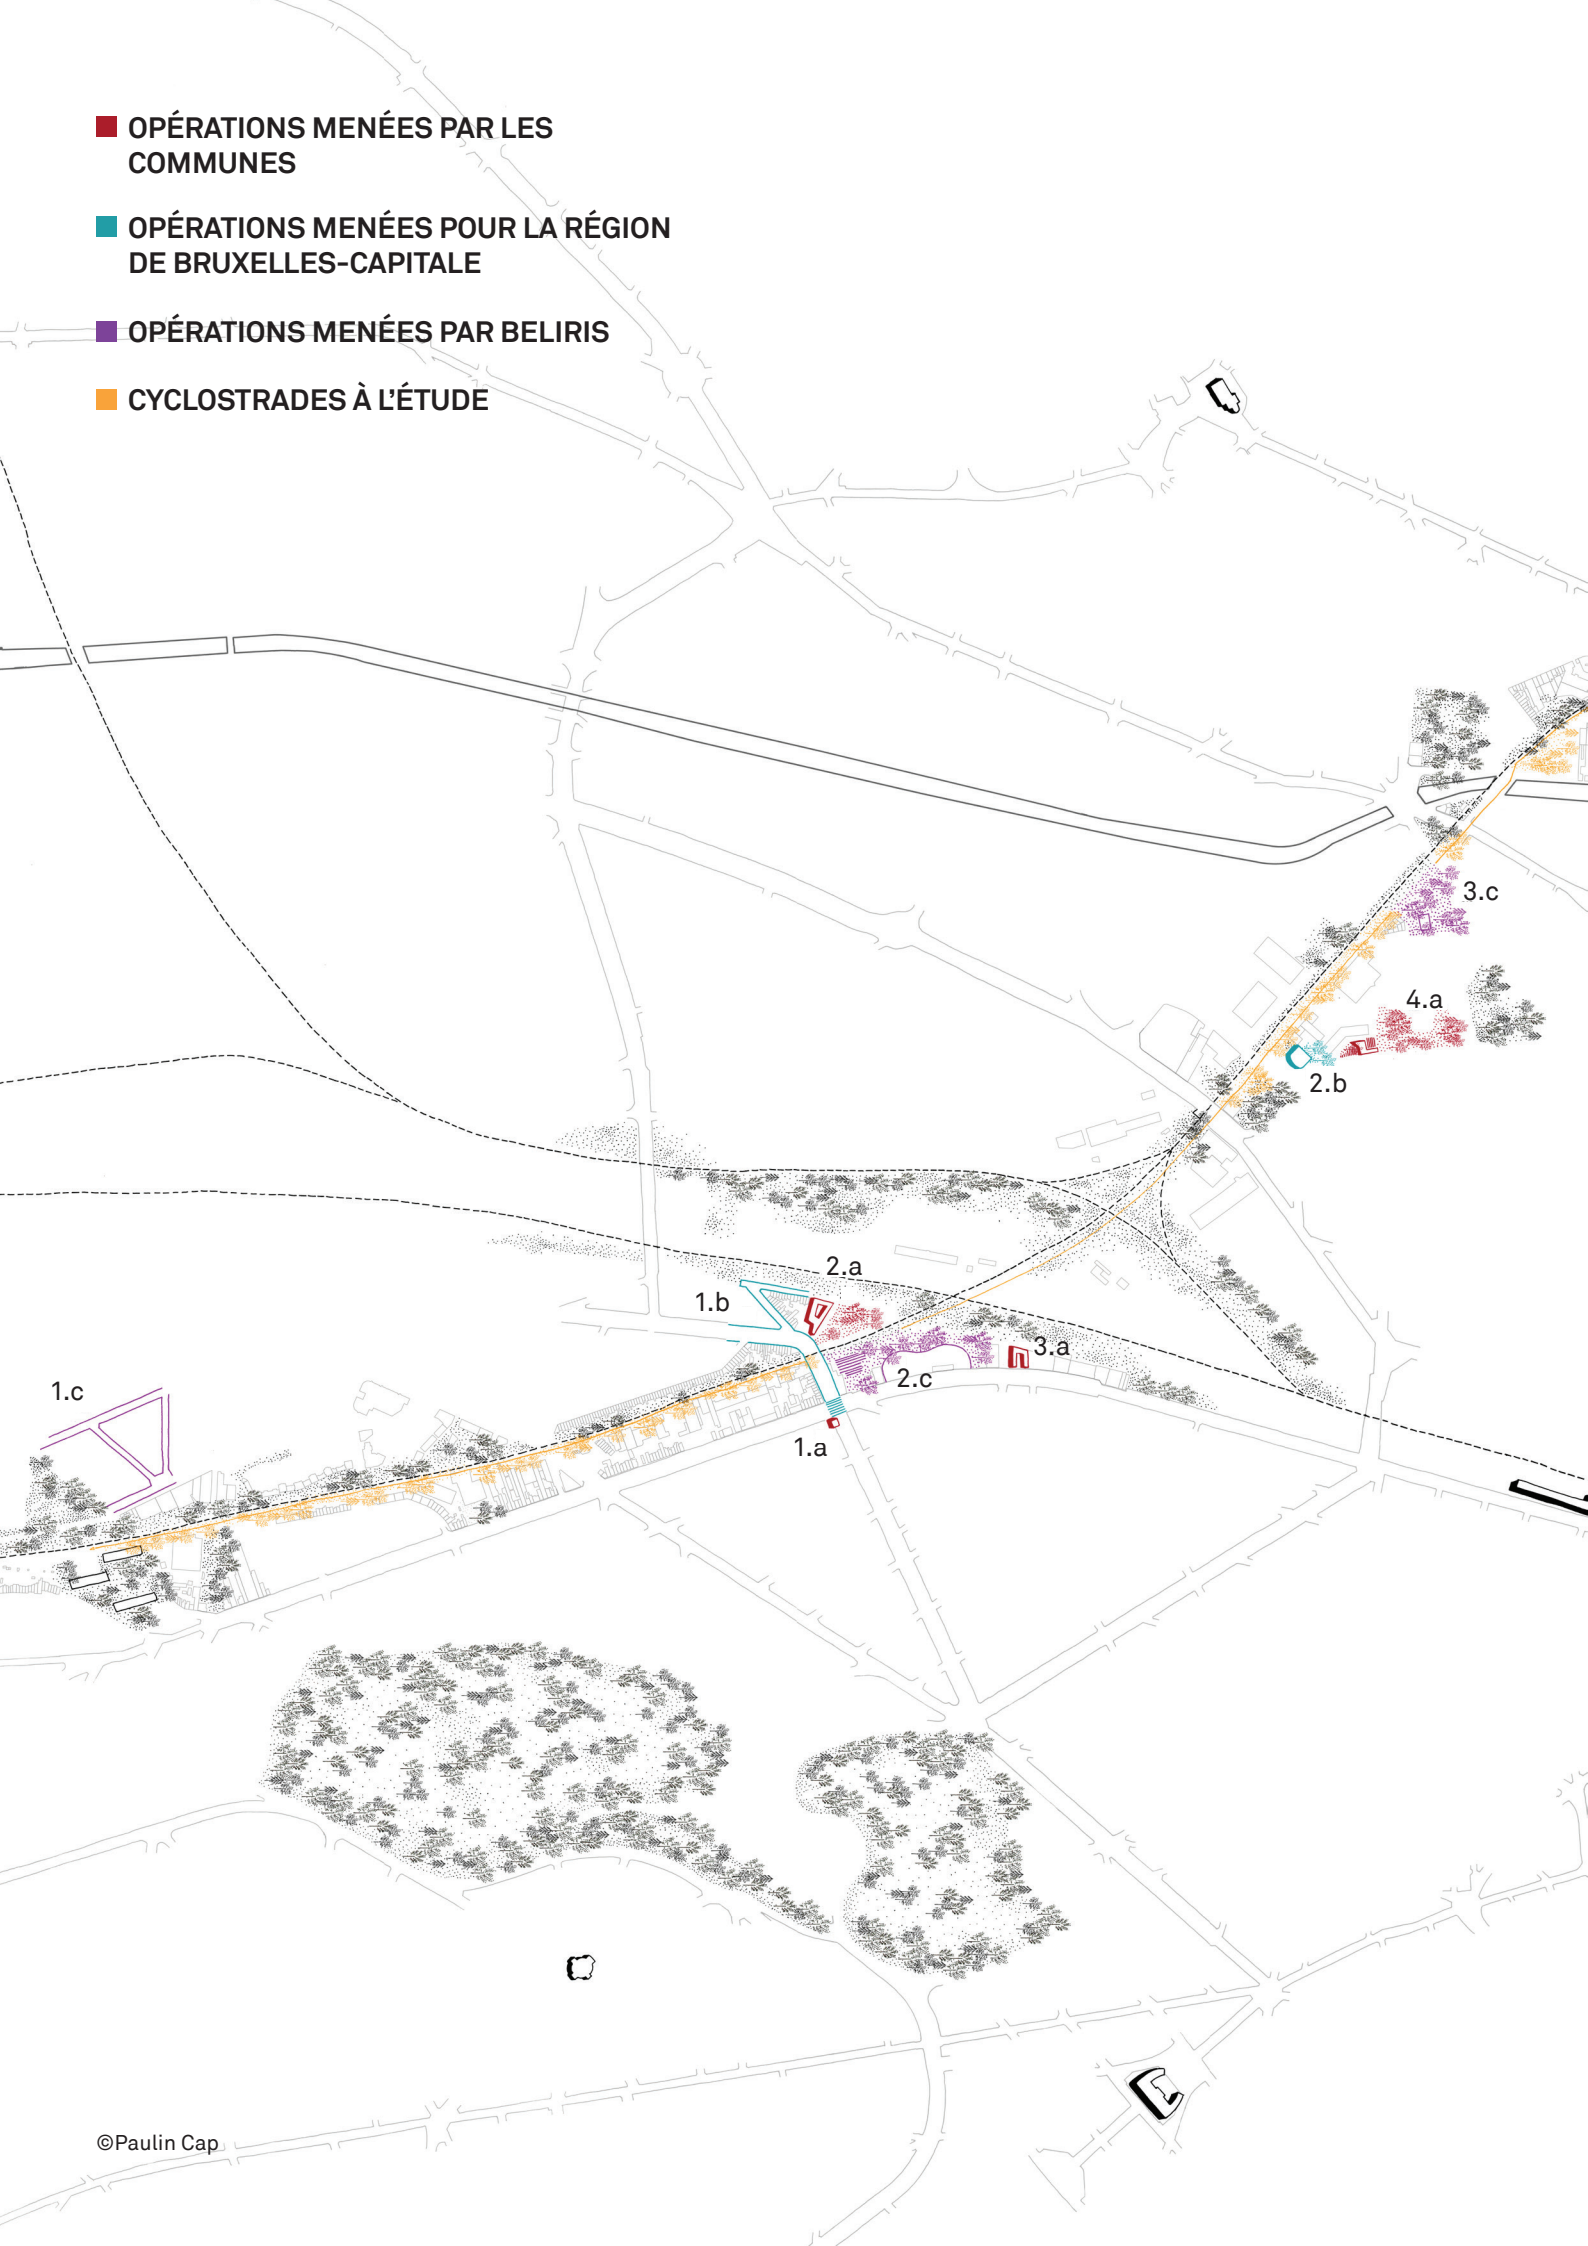 OPÉRATIONS MENÉES PAR LES
COMMUNES
OPÉRATIONS MENÉES POUR LA RÉGION
DE BRUXELLES-CAPITALE
OPÉRATIONS MENÉES PAR BELIRIS
CYCLOSTRADES À L'ÉTUDE
3.c
4.a
2.b
2.a
1.b
3.a
2.c
1.c
1.a
©Paulin Cap